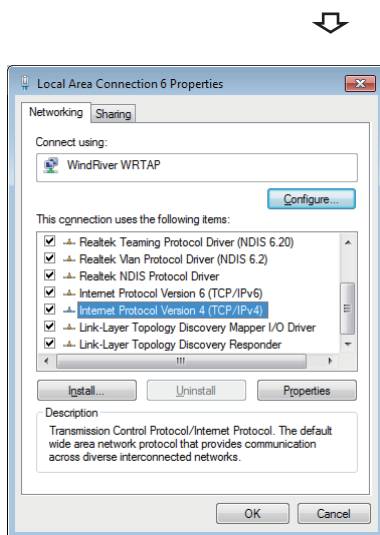 Local Area Connection 6 Properties
Networking Sharing
Connect using:
WindRiver WRTAP
Configure...
This connection uses the following items:
Realtek Teaming Protocol Driver (NDIS 6.20)
Realtek Vlan Protocol Driver (NDIS 6.2)
Realtek NDIS Protocol Driver
Internet Protocol Version 6 (TCP/IPv6)
Internet Protocol Version 4 (TCP/IPv4)
Link-Layer Topology Discovery Mapper I/O Driver
Link-Layer Topology Discovery Responder
Install... Uninstall Properties
Description
Transmission Control Protocol/Internet Protocol. The default
wide area network protocol that provides communication
across diverse interconnected networks.
OK Cancel